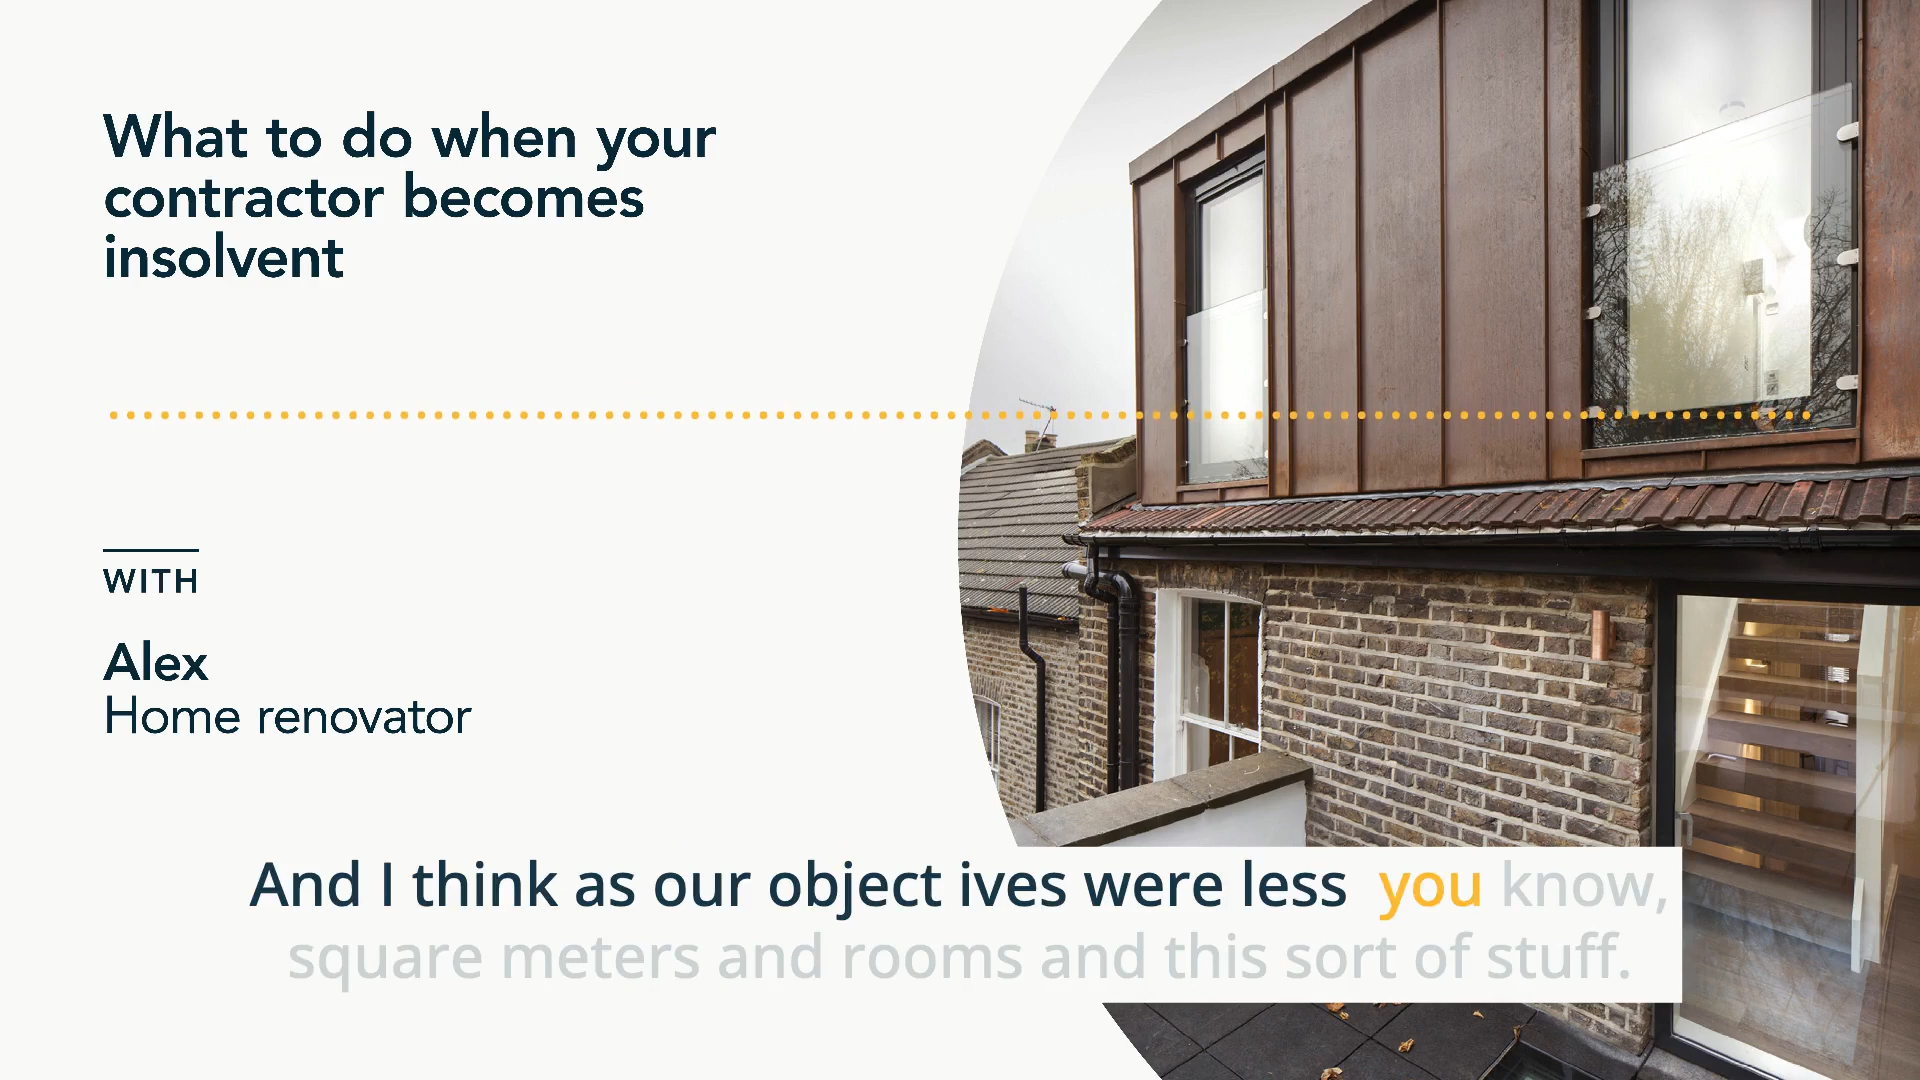 What to do when your
contractor becomes
insolvent
WITH
Alex
Home renovator
And I think as our object ives were less you know,
square meters and rooms and this sort of stuff.